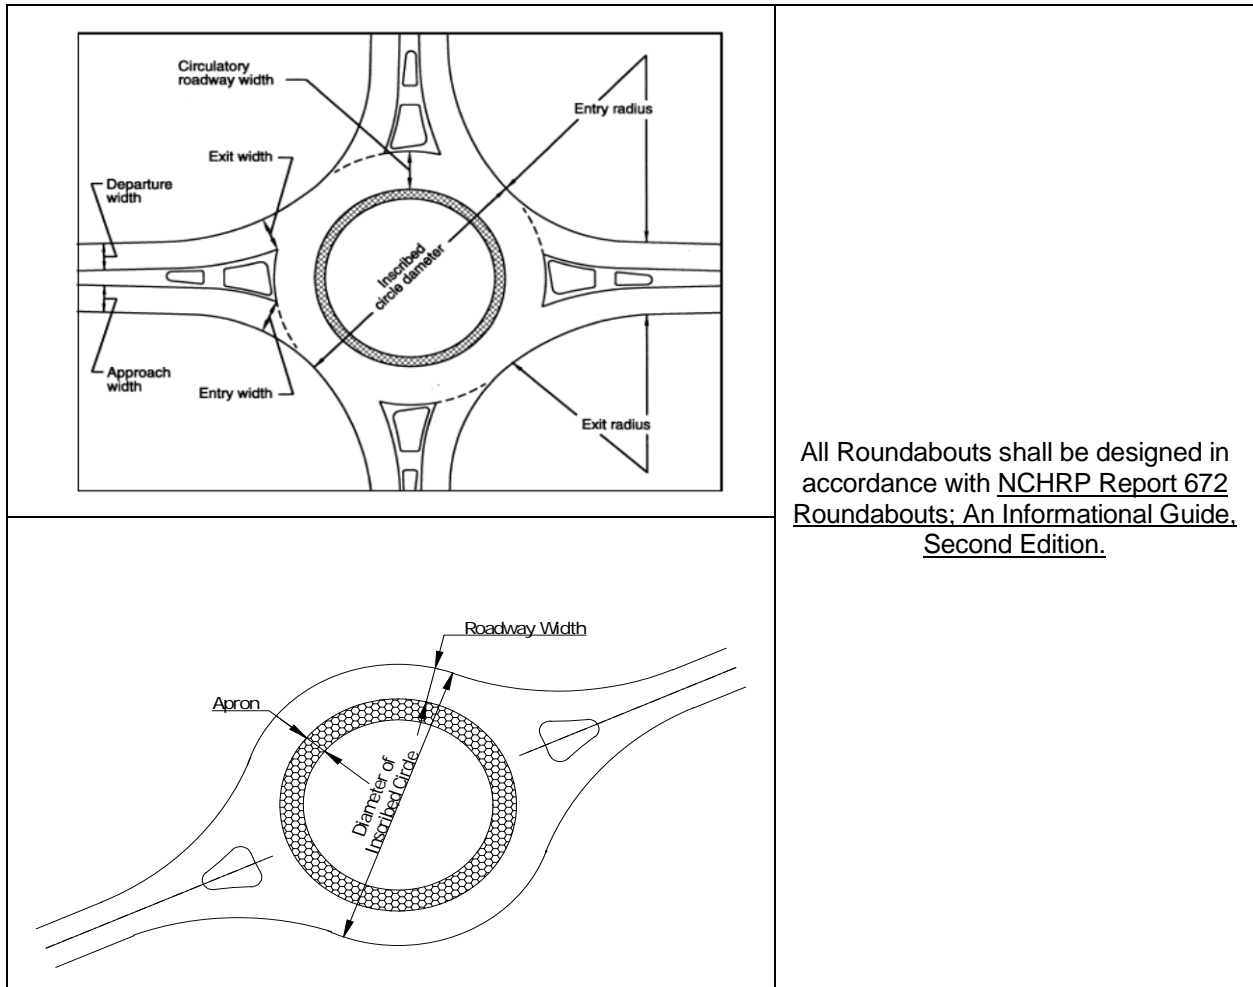 Circulatory
roadway width
Entry radius
Exit width
Departure
width
Inscribed
circle dameter
Approach
width
Entry width
Exit radius
All Roundabouts shall be designed in
accordance with NCHRP Report 672
Roundabouts; An Informational Guide,
Second Edition.
Roadway Width
Apron
Diameter of
Inscribed Circle